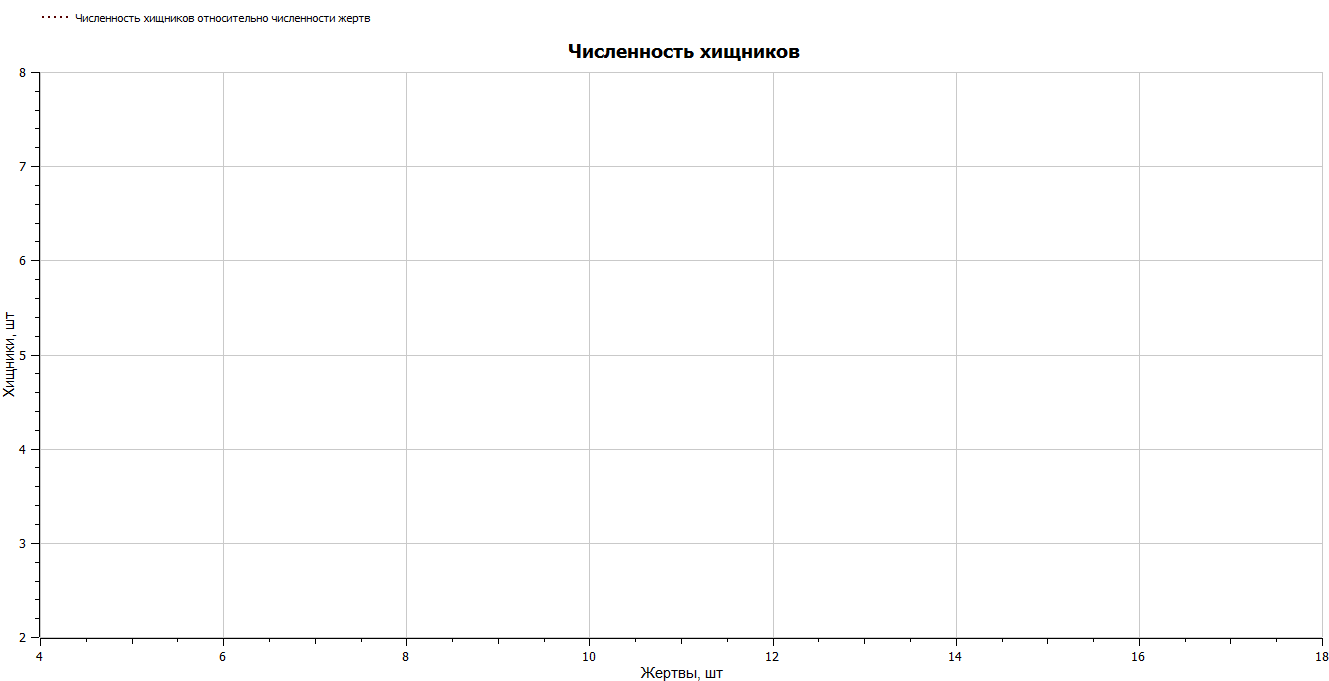 Численность хищников относительно численности жертв
Численность хищников
8
7
6
5
4
3
2
Хищники, шт
4 6 8 10 12 14 16 18
Жертвы, шт